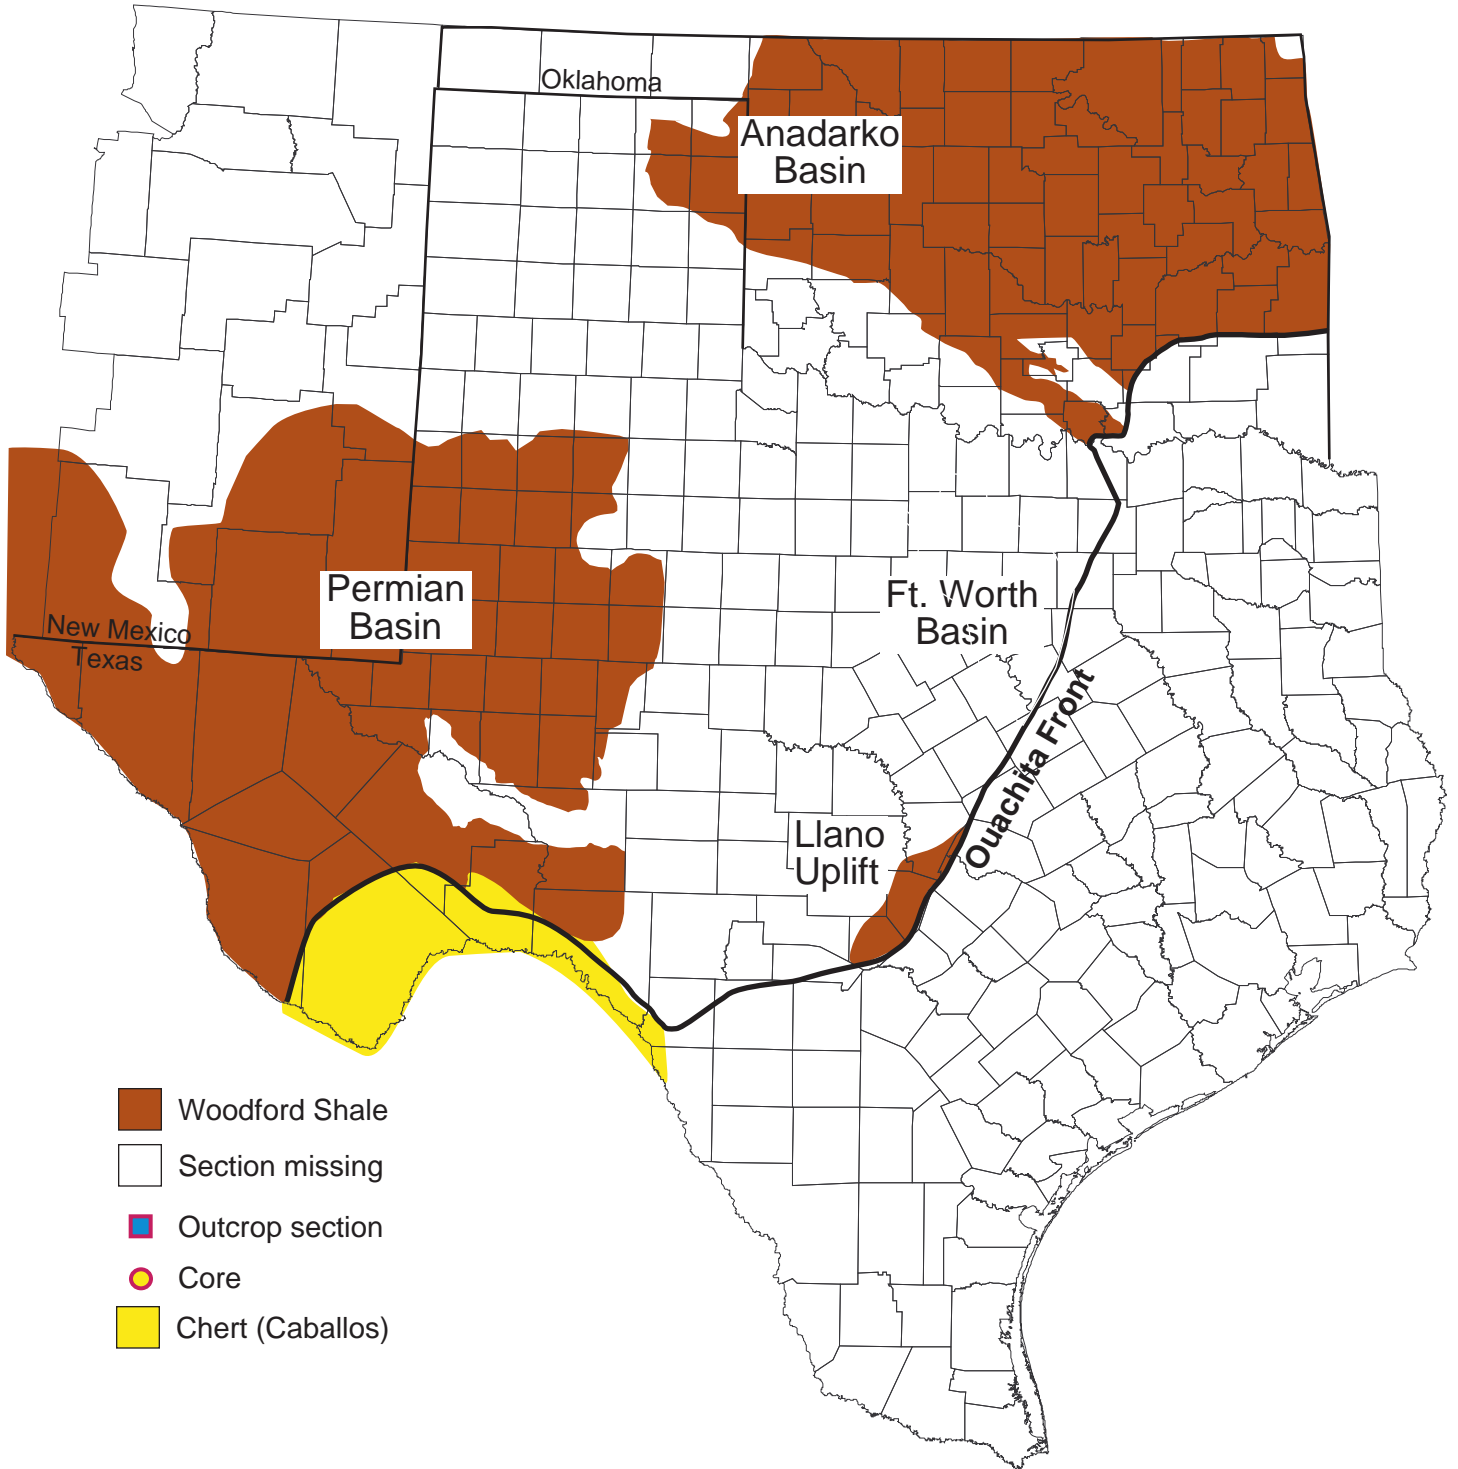 Oklahoma
Anadarko
Basin
Permian
Basin
New Mexico
Texas
Ft. Worth
Basin
Ouachita Front
Llano
Uplift
Woodford Shale
Section missing
Outcrop section
Core
Chert (Caballos)